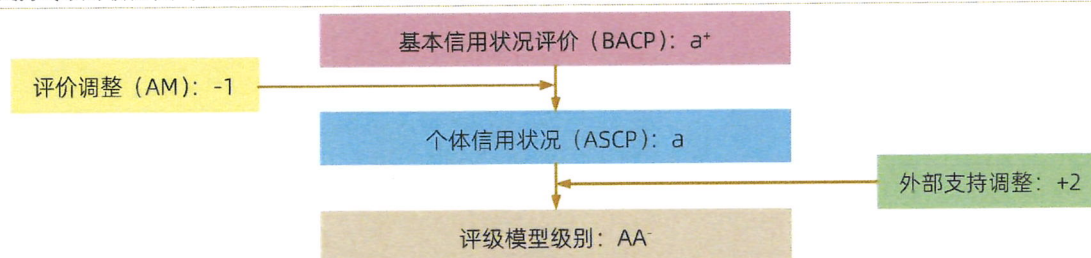 基本信用状况评价（BACP）：a⁺
评价调整（AM）：-1
个体信用状况（ASCP）：a
外部支持调整：+2
评级模型级别：AA⁻